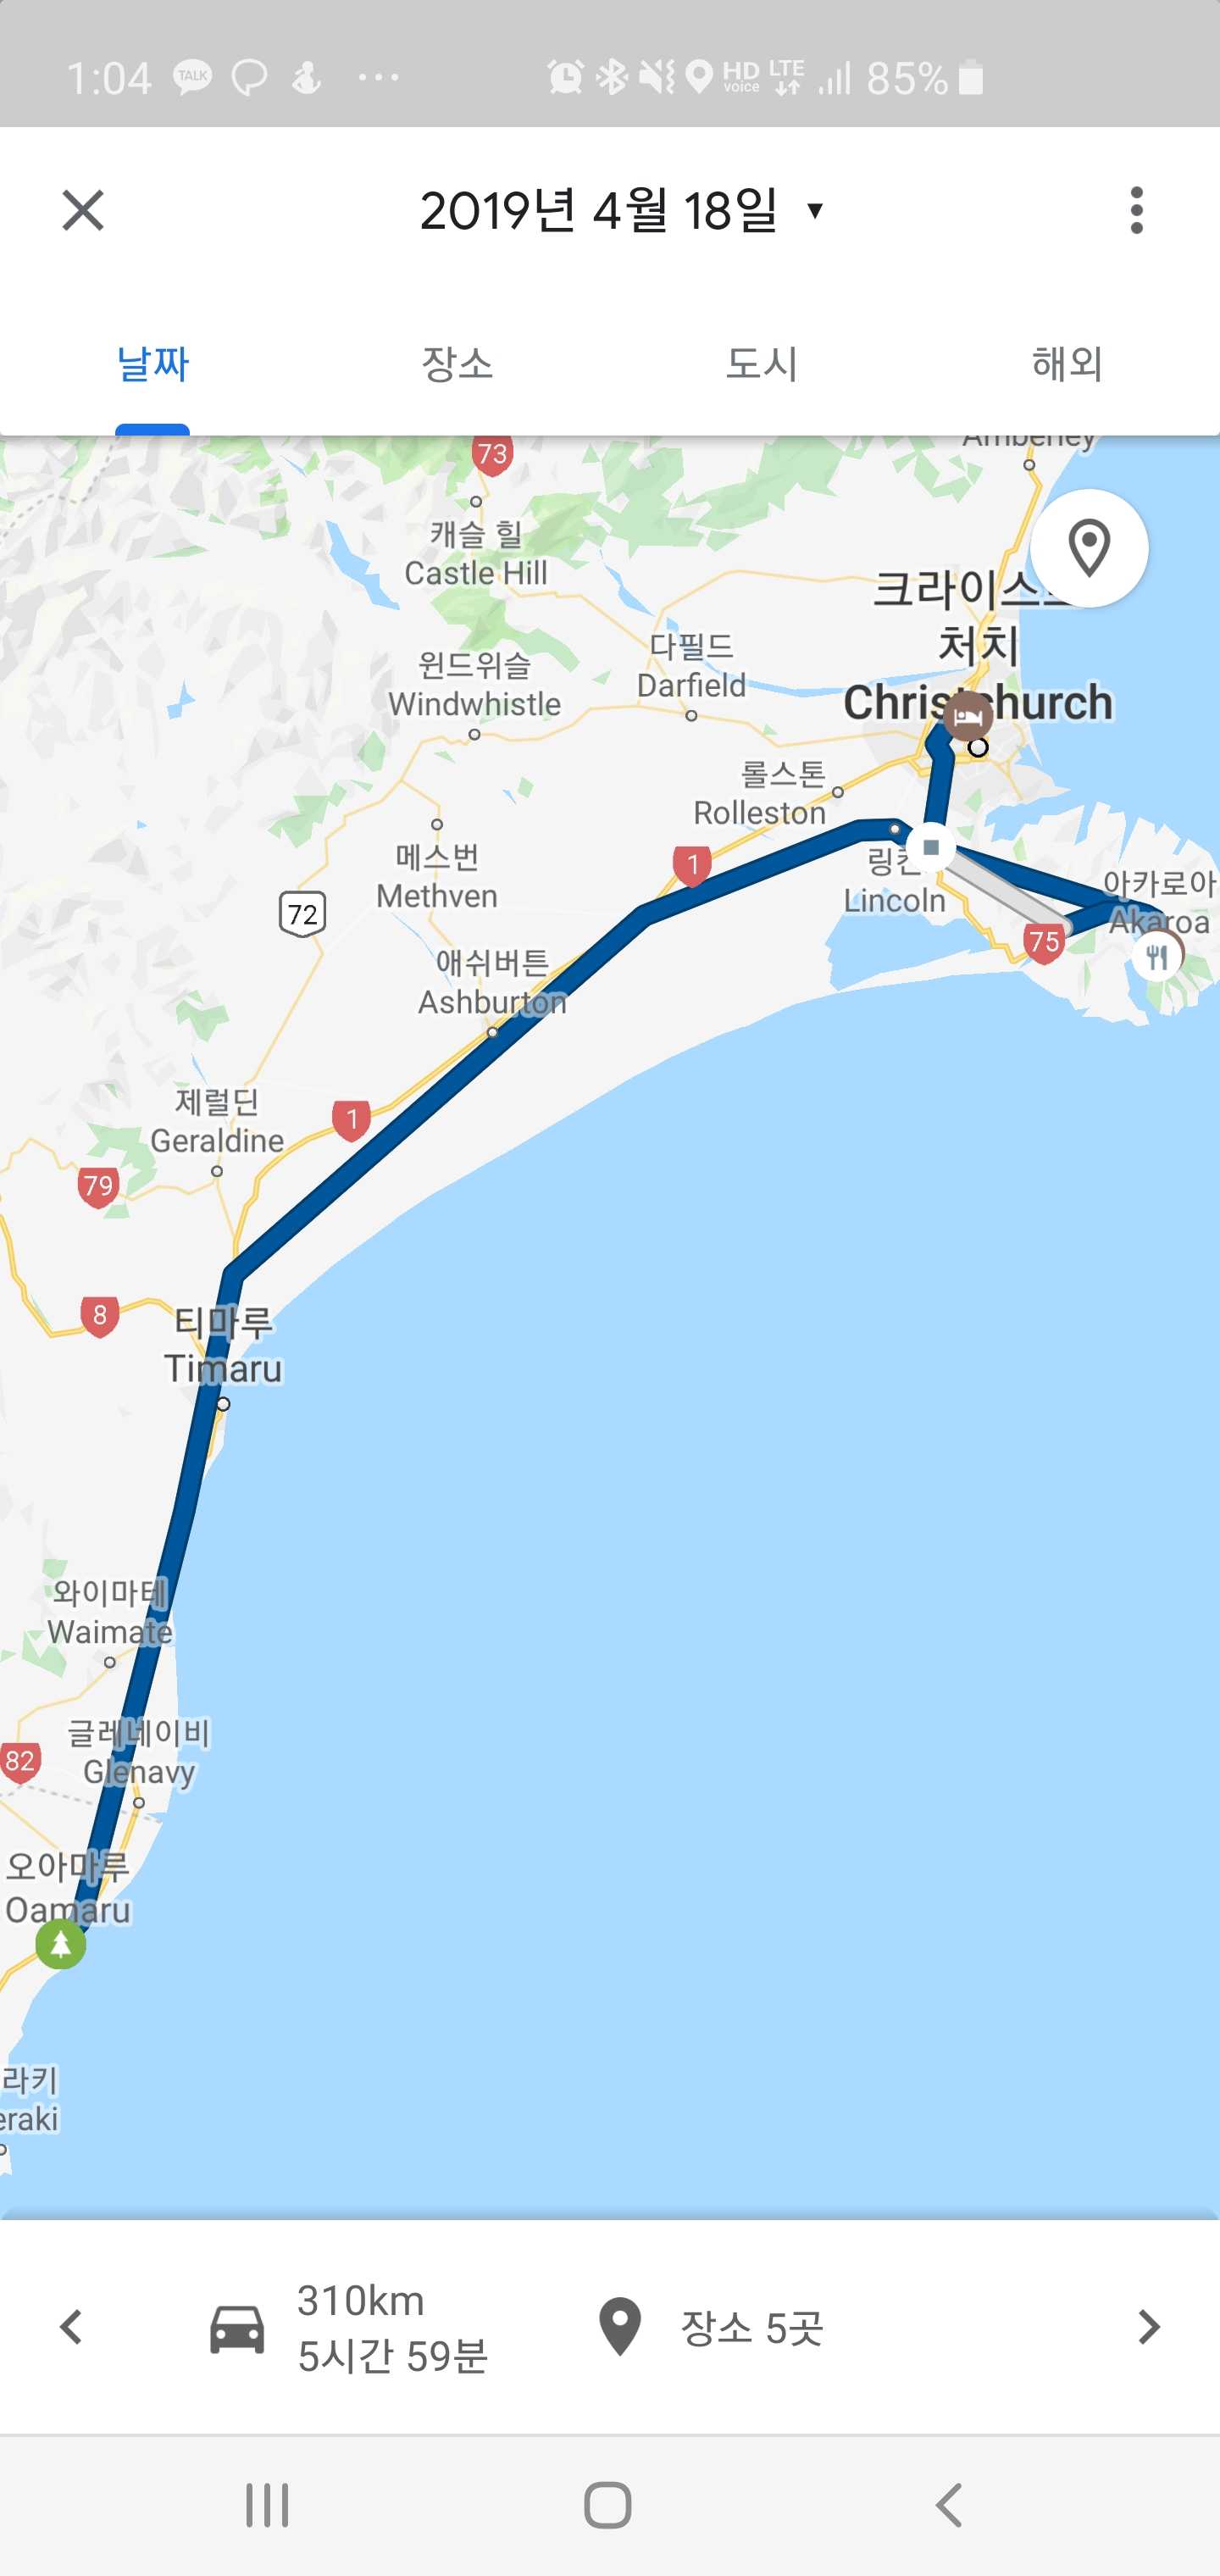 1:04 TALK HD voice LTE 85%
2019년 4월 18일 ▼
날짜 장소 도시 해외
Amberley
73
캐슬 힐
Castle Hill
크라이스트
처치
Christchurch
다필드
Darfield
윈드위슬
Windwhistle
롤스톤
Rolleston
1
메스번
Methven
72
링컨
Lincoln
아카로아
Akaroa
75
애쉬버튼
Ashburton
제럴딘
Geraldine
1
79
8
티마루
Timaru
와이마테
Waimate
글레네이비
Glenavy
82
오아마루
Oamaru
라키
eraki
310km
5시간 59분
장소 5곳